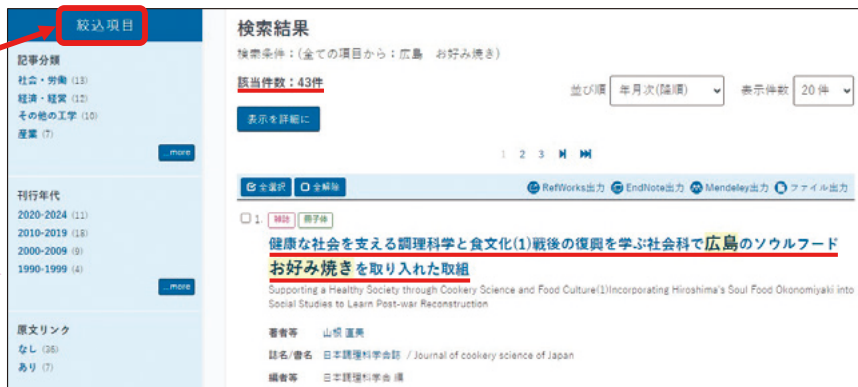 絞込項目
記事分類
社会・労働 (13)
経済・経営 (12)
その他の工学 (10)
産業 (7)
...more
刊行年代
2020-2024 (11)
2010-2019 (18)
2000-2009 (9)
1990-1999 (4)
...more
原文リンク
なし (36)
あり (7)
検索結果
検索条件:(全ての項目から:広島 お好み焼き)
該当件数:43件
並び順 年月次(降順) 表示件数 20 件
表示を詳細に
1 2 3
全選択 全解除 RefWorks出力 EndNote出力 Mendeley出力 ファイル出力
1. 雑誌 冊子体
健康な社会を支える調理科学と食文化(1)戦後の復興を学ぶ社会科で広島のソウルフード
お好み焼きを取り入れた取組
Supporting a Healthy Society through Cookery Science and Food Culture(1)Incorporating Hiroshima's Soul Food Okonomiyaki into
Social Studies to Learn Post-war Reconstruction
著者等 山根 直美
誌名/書名 日本調理科学会誌 / Journal of cookery science of Japan
編者等 日本調理科学会 編